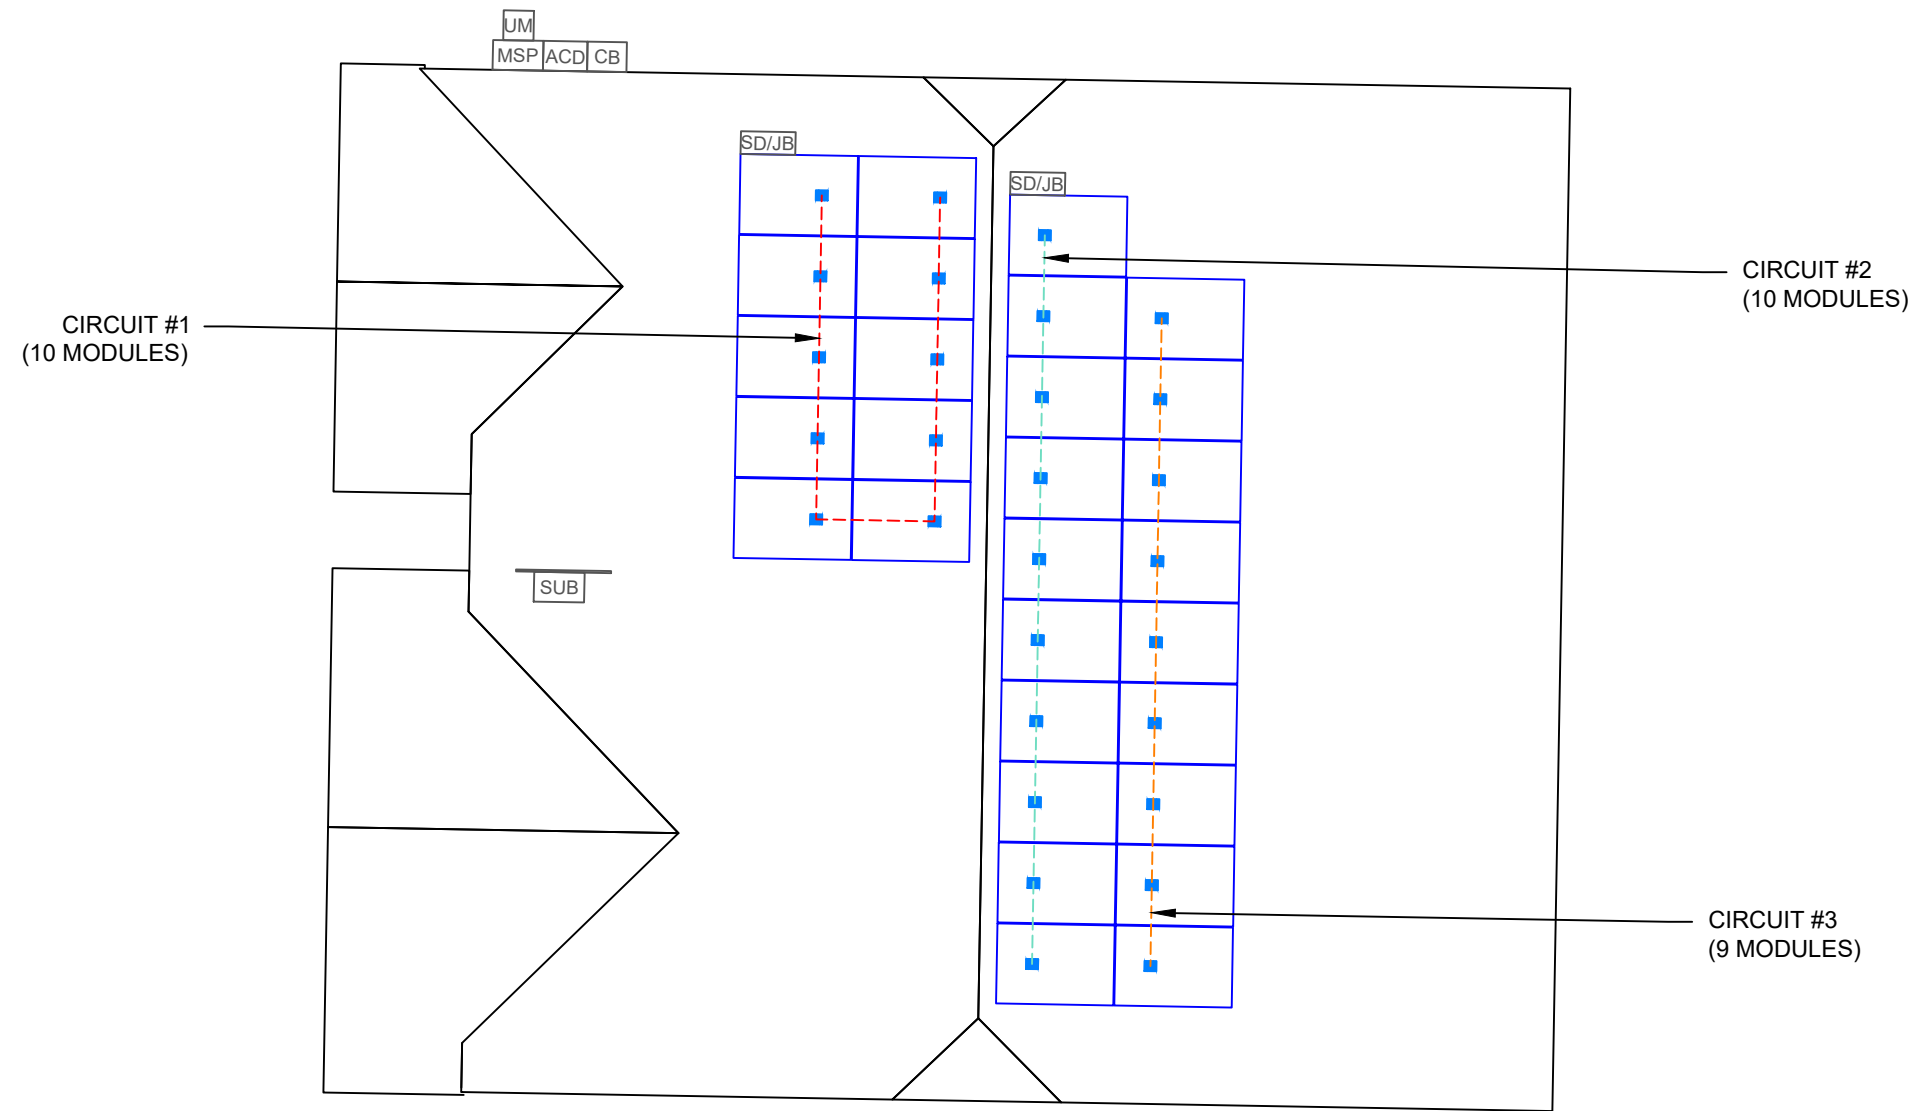 UM
MSP ACD CB
SD/JB
SD/JB
CIRCUIT #2
(10 MODULES)
CIRCUIT #1
(10 MODULES)
SUB
CIRCUIT #3
(9 MODULES)